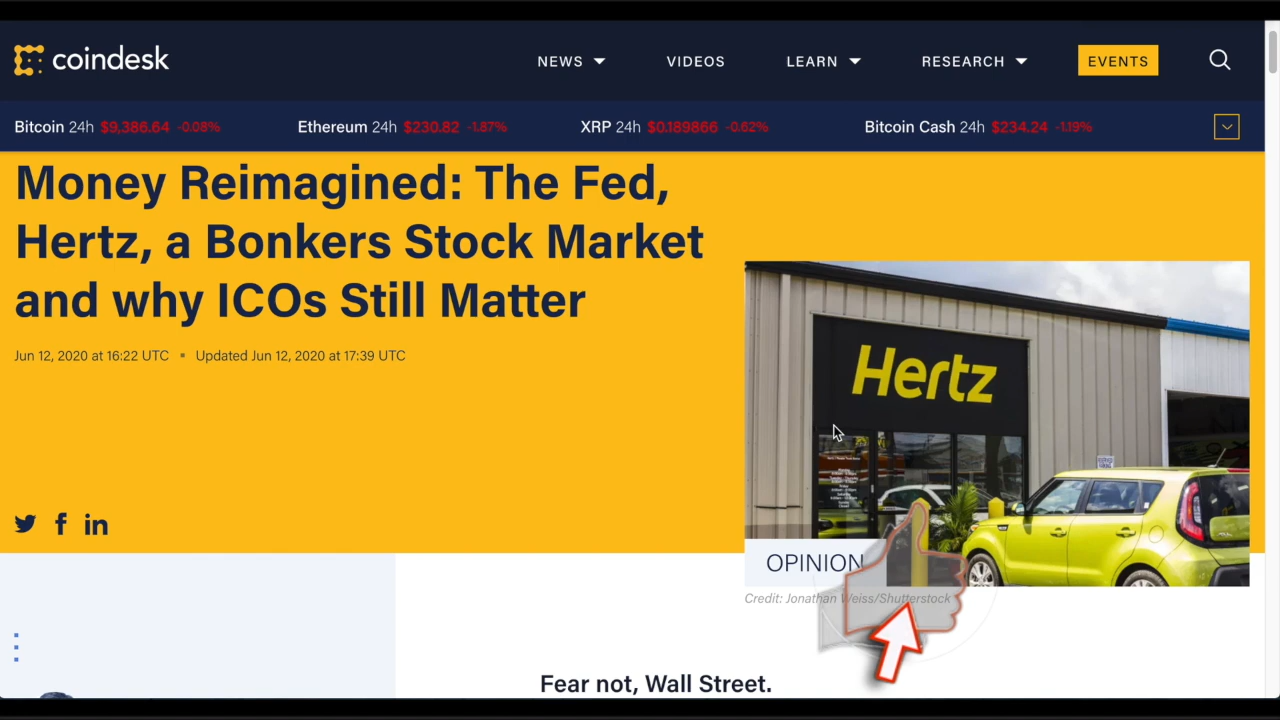 coindesk
NEWS VIDEOS LEARN RESEARCH EVENTS
Bitcoin 24h $9,386.64 -0.08% Ethereum 24h $230.82 -1.87% XRP 24h $0.189866 -0.62% Bitcoin Cash 24h $234.24 -1.19%
Money Reimagined: The Fed,
Hertz, a Bonkers Stock Market
and why ICOs Still Matter
Jun 12, 2020 at 16:22 UTC ▪ Updated Jun 12, 2020 at 17:39 UTC
Hertz
f in
OPINION
Credit: Jonathan Weiss/Shutterstock
Fear not, Wall Street.